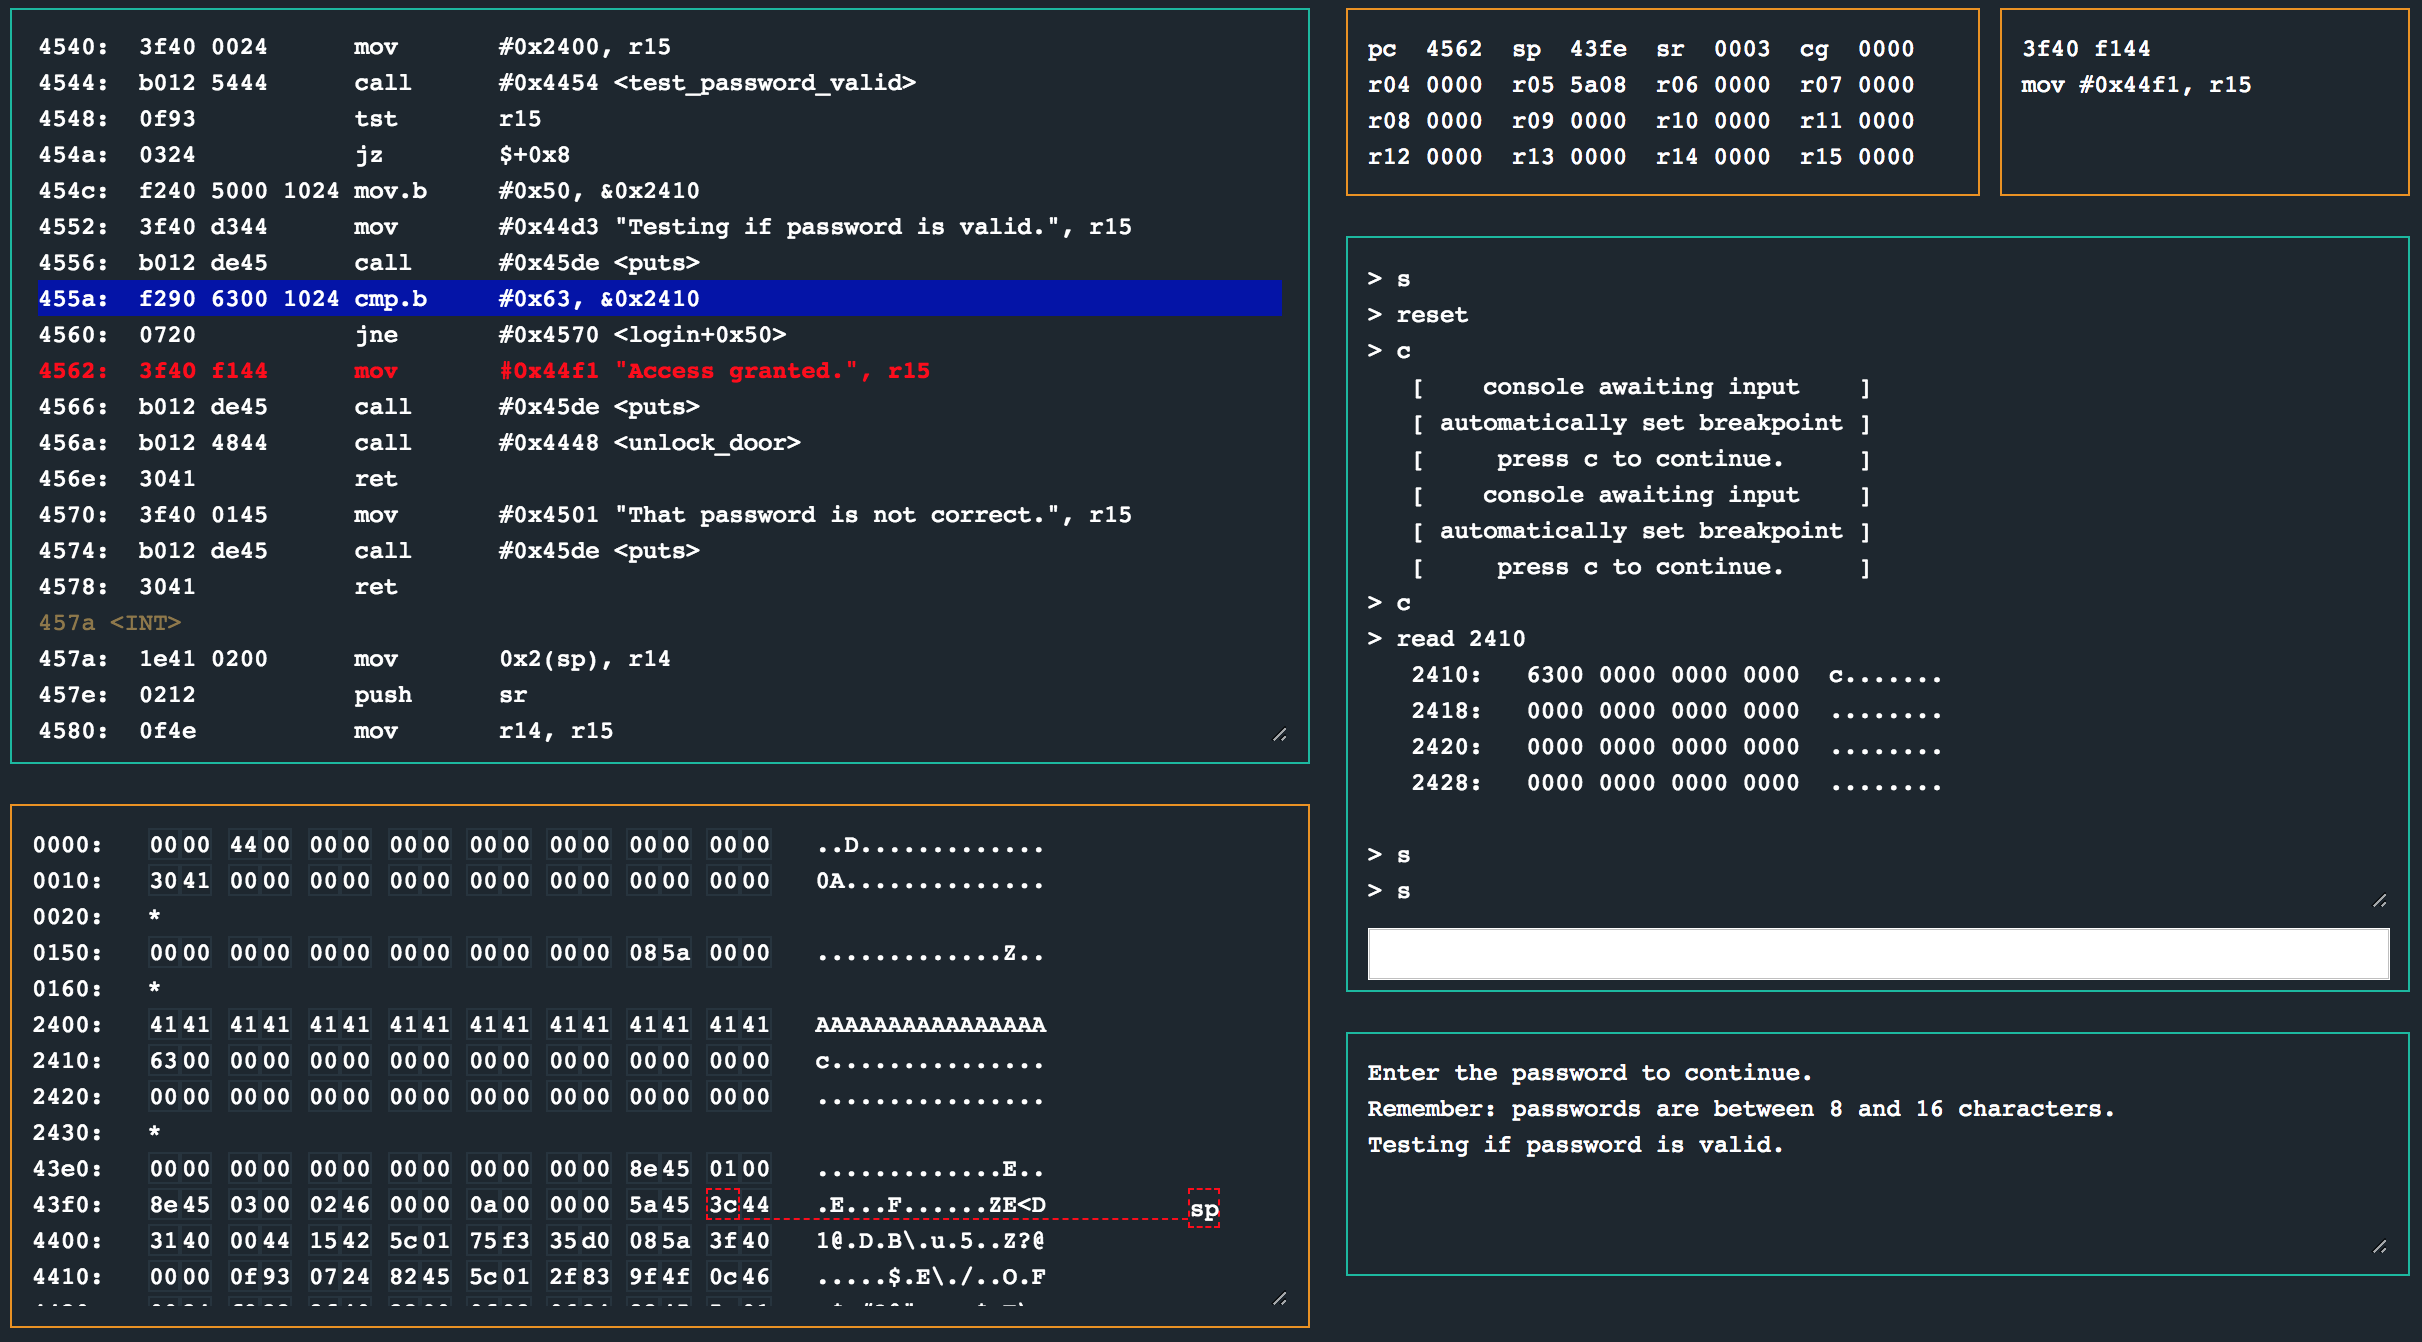 4540:  3f40 0024      mov       #0x2400, r15
4544:  b012 5444      call      #0x4454 <test_password_valid>
4548:  0f93           tst       r15
454a:  0324           jz        $+0x8
454c:  f240 5000 1024 mov.b     #0x50, &0x2410
4552:  3f40 d344      mov       #0x44d3 "Testing if password is valid.", r15
4556:  b012 de45      call      #0x45de <puts>
455a:  f290 6300 1024 cmp.b     #0x63, &0x2410
4560:  0720           jne       #0x4570 <login+0x50>
4562:  3f40 f144      mov       #0x44f1 "Access granted.", r15
4566:  b012 de45      call      #0x45de <puts>
456a:  b012 4844      call      #0x4448 <unlock_door>
456e:  3041           ret
4570:  3f40 0145      mov       #0x4501 "That password is not correct.", r15
4574:  b012 de45      call      #0x45de <puts>
4578:  3041           ret
457a <INT>
457a:  1e41 0200      mov       0x2(sp), r14
457e:  0212           push      sr
4580:  0f4e           mov       r14, r15
0000:   0000 4400 0000 0000 0000 0000 0000 0000   ..D.............
0010:   3041 0000 0000 0000 0000 0000 0000 0000   0A..............
0020:   *
0150:   0000 0000 0000 0000 0000 0000 085a 0000   .............Z..
0160:   *
2400:   4141 4141 4141 4141 4141 4141 4141 4141   AAAAAAAAAAAAAAAA
2410:   6300 0000 0000 0000 0000 0000 0000 0000   c...............
2420:   0000 0000 0000 0000 0000 0000 0000 0000   ................
2430:   *
43e0:   0000 0000 0000 0000 0000 0000 8e45 0100   .............E..
43f0:   8e45 0300 0246 0000 0a00 0000 5a45 3c44   .E...F......ZE<D sp
4400:   3140 0044 1542 5c01 75f3 35d0 085a 3f40   1@.D.B\.u.5..Z?@
4410:   0000 0f93 0724 8245 5c01 2f83 9f4f 0c46   .....$.E\./..O.F
pc  4562  sp  43fe  sr  0003  cg  0000
r04 0000  r05 5a08  r06 0000  r07 0000
r08 0000  r09 0000  r10 0000  r11 0000
r12 0000  r13 0000  r14 0000  r15 0000
3f40 f144
mov #0x44f1, r15
> s
> reset
> c
[    console awaiting input    ]
[ automatically set breakpoint ]
[     press c to continue.     ]
[    console awaiting input    ]
[ automatically set breakpoint ]
[     press c to continue.     ]
> c
> read 2410
2410:   6300 0000 0000 0000  c.......
2418:   0000 0000 0000 0000  ........
2420:   0000 0000 0000 0000  ........
2428:   0000 0000 0000 0000  ........
> s
> s
Enter the password to continue.
Remember: passwords are between 8 and 16 characters.
Testing if password is valid.